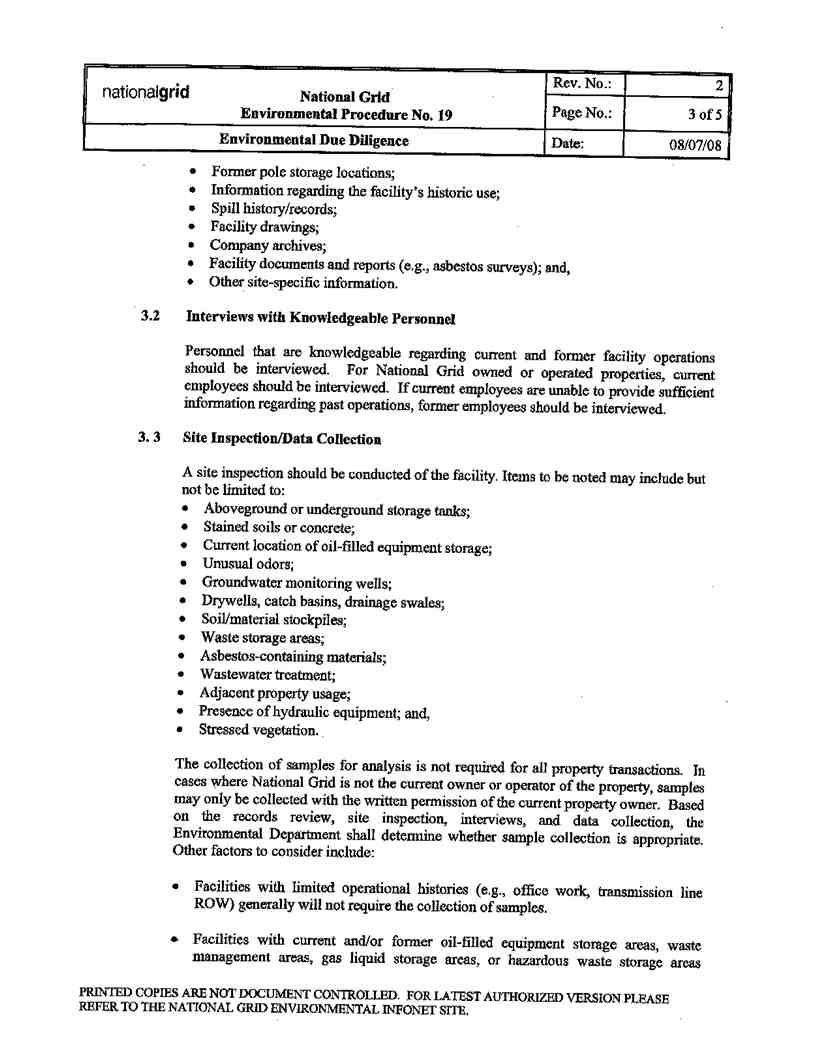 nationalgrid
National Grid
Environmental Procedure No. 19
Rev. No.: 2
Page No.: 3 of 5
Environmental Due Diligence
Date: 08/07/08
• Former pole storage locations;
• Information regarding the facility's historic use;
• Spill history/records;
• Facility drawings;
• Company archives;
• Facility documents and reports (e.g., asbestos surveys); and,
• Other site-specific information.
3.2 Interviews with Knowledgeable Personnel
Personnel that are knowledgeable regarding current and former facility operations
should be interviewed. For National Grid owned or operated properties, current
employees should be interviewed. If current employees are unable to provide sufficient
information regarding past operations, former employees should be interviewed.
3. 3 Site Inspection/Data Collection
A site inspection should be conducted of the facility. Items to be noted may include but
not be limited to:
• Aboveground or underground storage tanks;
• Stained soils or concrete;
• Current location of oil-filled equipment storage;
• Unusual odors;
• Groundwater monitoring wells;
• Drywells, catch basins, drainage swales;
• Soil/material stockpiles;
• Waste storage areas;
• Asbestos-containing materials;
• Wastewater treatment;
• Adjacent property usage;
• Presence of hydraulic equipment; and,
• Stressed vegetation.
The collection of samples for analysis is not required for all property transactions. In
cases where National Grid is not the current owner or operator of the property, samples
may only be collected with the written permission of the current property owner. Based
on the records review, site inspection, interviews, and data collection, the
Environmental Department shall determine whether sample collection is appropriate.
Other factors to consider include:
• Facilities with limited operational histories (e.g., office work, transmission line
ROW) generally will not require the collection of samples.
• Facilities with current and/or former oil-filled equipment storage areas, waste
management areas, gas liquid storage areas, or hazardous waste storage areas
PRINTED COPIES ARE NOT DOCUMENT CONTROLLED. FOR LATEST AUTHORIZED VERSION PLEASE
REFER TO THE NATIONAL GRID ENVIRONMENTAL INFONET SITE.